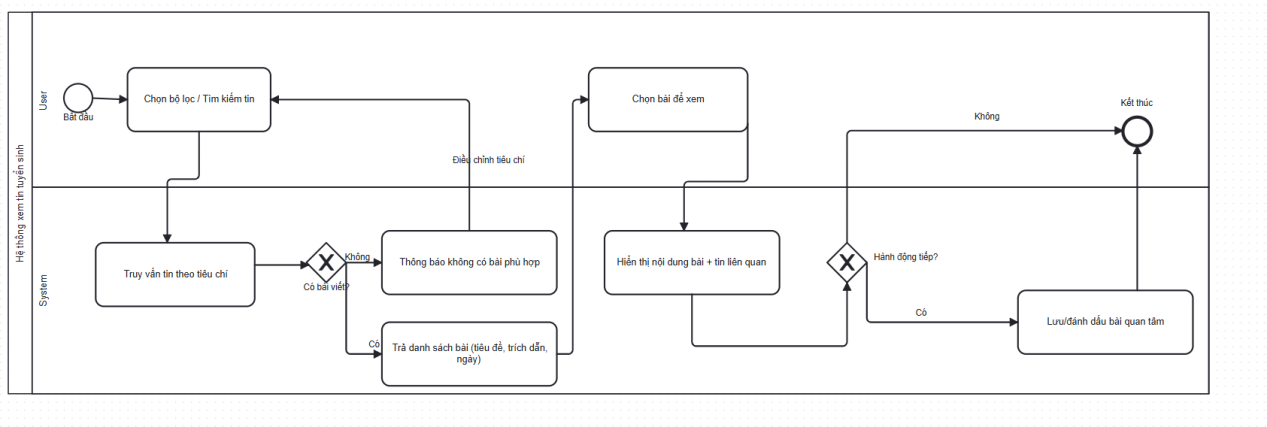 Hệ thống xem tin tuyển sinh
User
Bắt đầu
Chọn bộ lọc / Tìm kiếm tin
Điều chỉnh tiêu chí
Chọn bài để xem
Không
Kết thúc
System
Truy vấn tin theo tiêu chí
Có bài viết?
Không
Thông báo không có bài phù hợp
Có
Trả danh sách bài (tiêu đề, trích dẫn,
ngày)
Hiển thị nội dung bài + tin liên quan
Hành động tiếp?
Có
Lưu/đánh dấu bài quan tâm